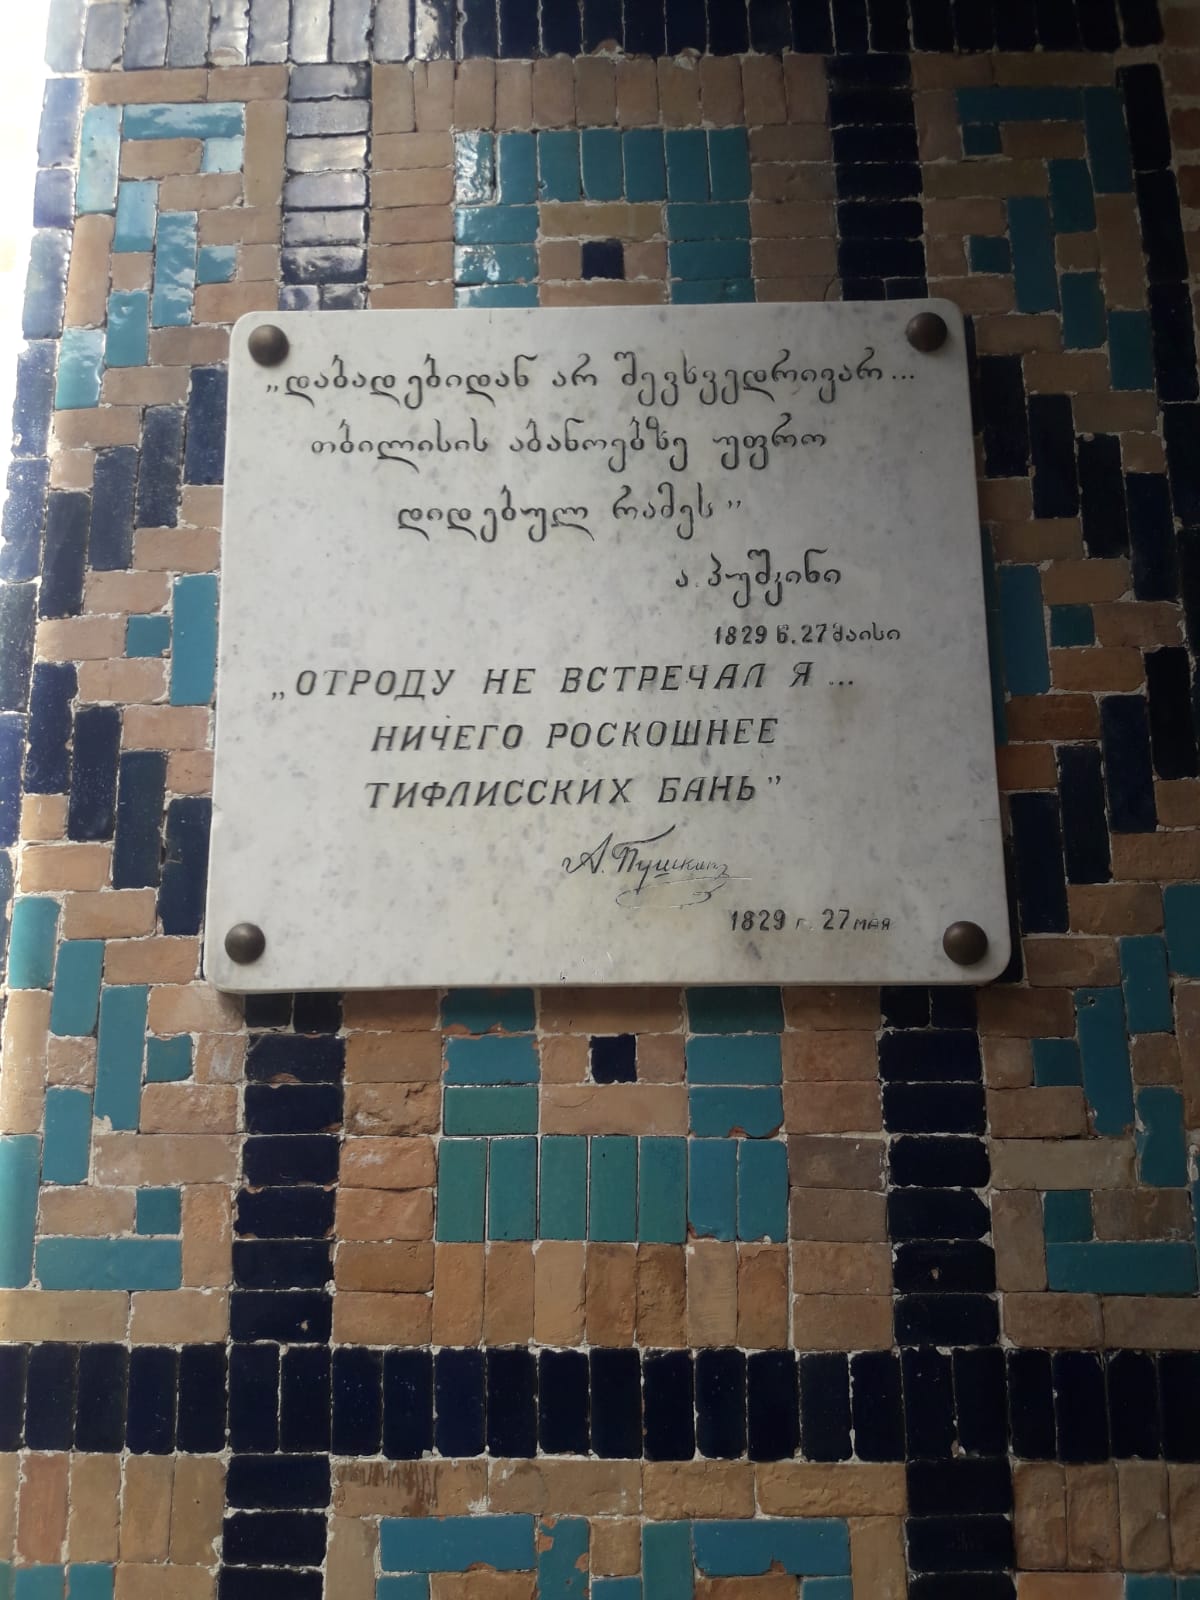 „დაბადებიდან არ შევხვედრივარ...
თბილისის აბანოებზე უფრო
დიდებულ რამეს”
ა. პუშკინი
1829 წ. 27 მაისი
„ОТРОДУ НЕ ВСТРЕЧАЛ Я...
НИЧЕГО РОСКОШНЕЕ
ТИФЛИССКИХ БАНЬ”
А. Пушкинъ
1829 г. 27 мая